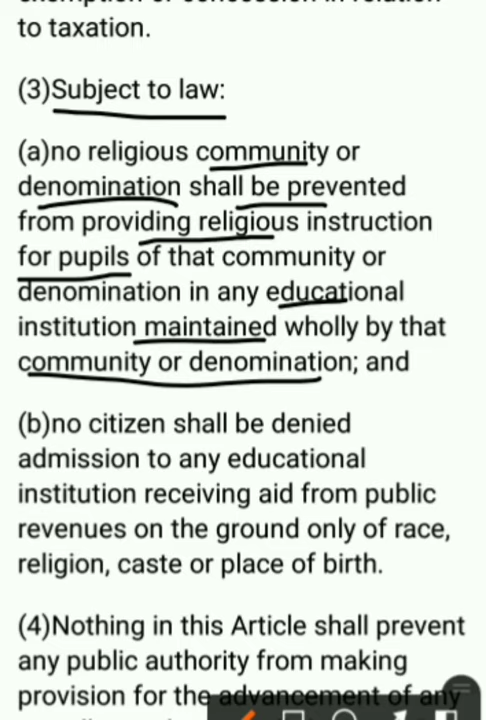 to taxation.
(3)Subject to law:
(a)no religious community or
denomination shall be prevented
from providing religious instruction
for pupils of that community or
denomination in any educational
institution maintained wholly by that
community or denomination; and
(b)no citizen shall be denied
admission to any educational
institution receiving aid from public
revenues on the ground only of race,
religion, caste or place of birth.
(4)Nothing in this Article shall prevent
any public authority from making
provision for the advancement of any